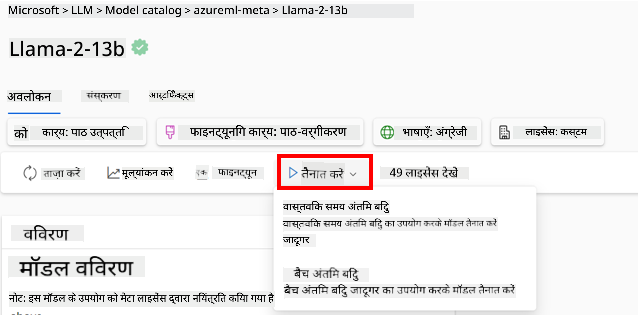 Microsoft > LLM > Model catalog > azureml-meta > Llama-2-13b
Llama-2-13b
अवलोकन संस्करण आर्टिफैक्ट्स
को कार्य: पाठ उत्पत्ति फाइनट्यूनिंग कार्य: पाठ-वर्गीकरण भाषाएँ: अंग्रेजी लाइसेंस: कस्टम
ताज़ा करें मूल्यांकन करें एक फाइनट्यून तैनात करें 49 लाइसेंस देखें
वास्तविक समय अंतिम बिंदु
वास्तविक समय अंतिम बिंदु का उपयोग करके मॉडल तैनात करें
जादूगर
बैच अंतिम बिंदु
बैच अंतिम बिंदु जादूगर का उपयोग करके मॉडल तैनात करें
विवरण
मॉडल विवरण
नोट: इस मॉडल के उपयोग को मेटा लाइसेंस द्वारा नियंत्रित किया गया है